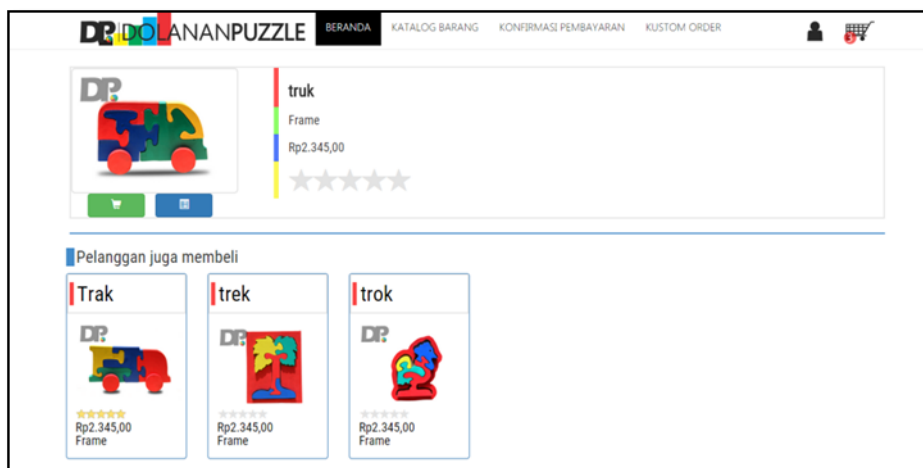 DP. DOLANANPUZZLE BERANDA KATALOG BARANG KONFIRMASI PEMBAYARAN KUSTOM ORDER 3
DP.
truk
Frame
Rp2.345,00
Pelanggan juga membeli
Trak trek trok
DP. DP. DP.
Rp2.345,00 Rp2.345,00 Rp2.345,00
Frame Frame Frame